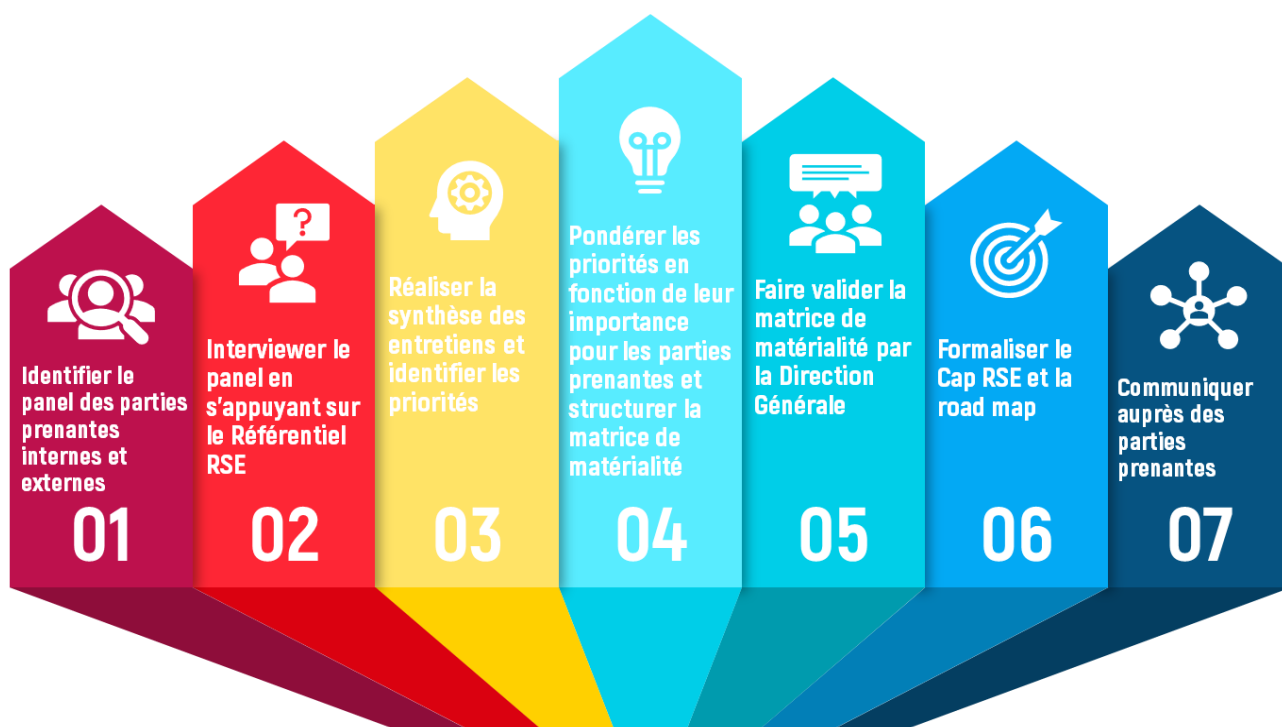 Identifier le
panel des parties
prenantes
internes et
externes
01
?
Interviewer le
panel en
s'appuyant sur
le Référentiel
RSE
02
Réaliser la
synthèse des
entretiens et
identifier les
priorités
03
Pondérer les
priorités en
fonction de leur
importance
pour les parties
prenantes et
structurer la
matrice de
matérialité
04
Faire valider la
matrice de
matérialité par
la Direction
Générale
05
Formaliser le
Cap RSE et la
road map
06
Communiquer
auprès des
parties
prenantes
07